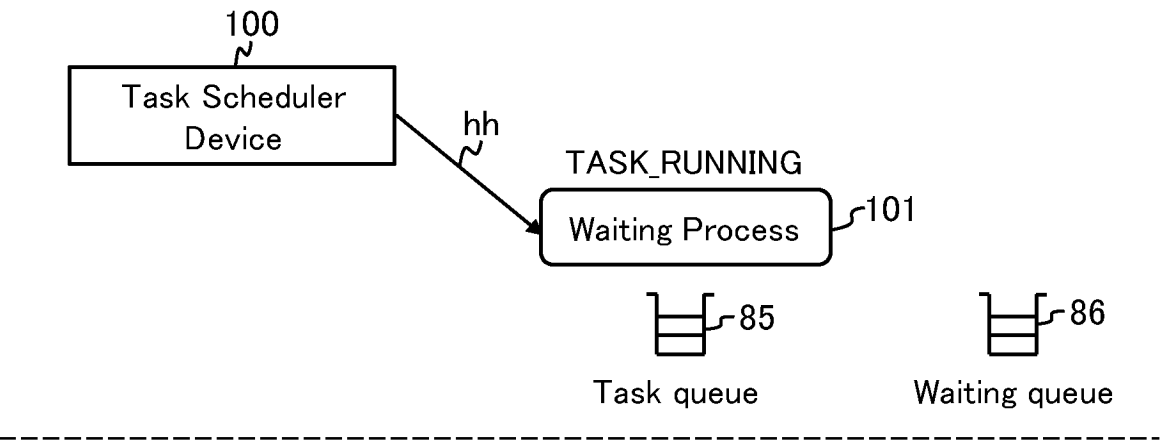 100
Task Scheduler
Device
hh
TASK_RUNNING
Waiting Process
101
85
86
Task queue
Waiting queue